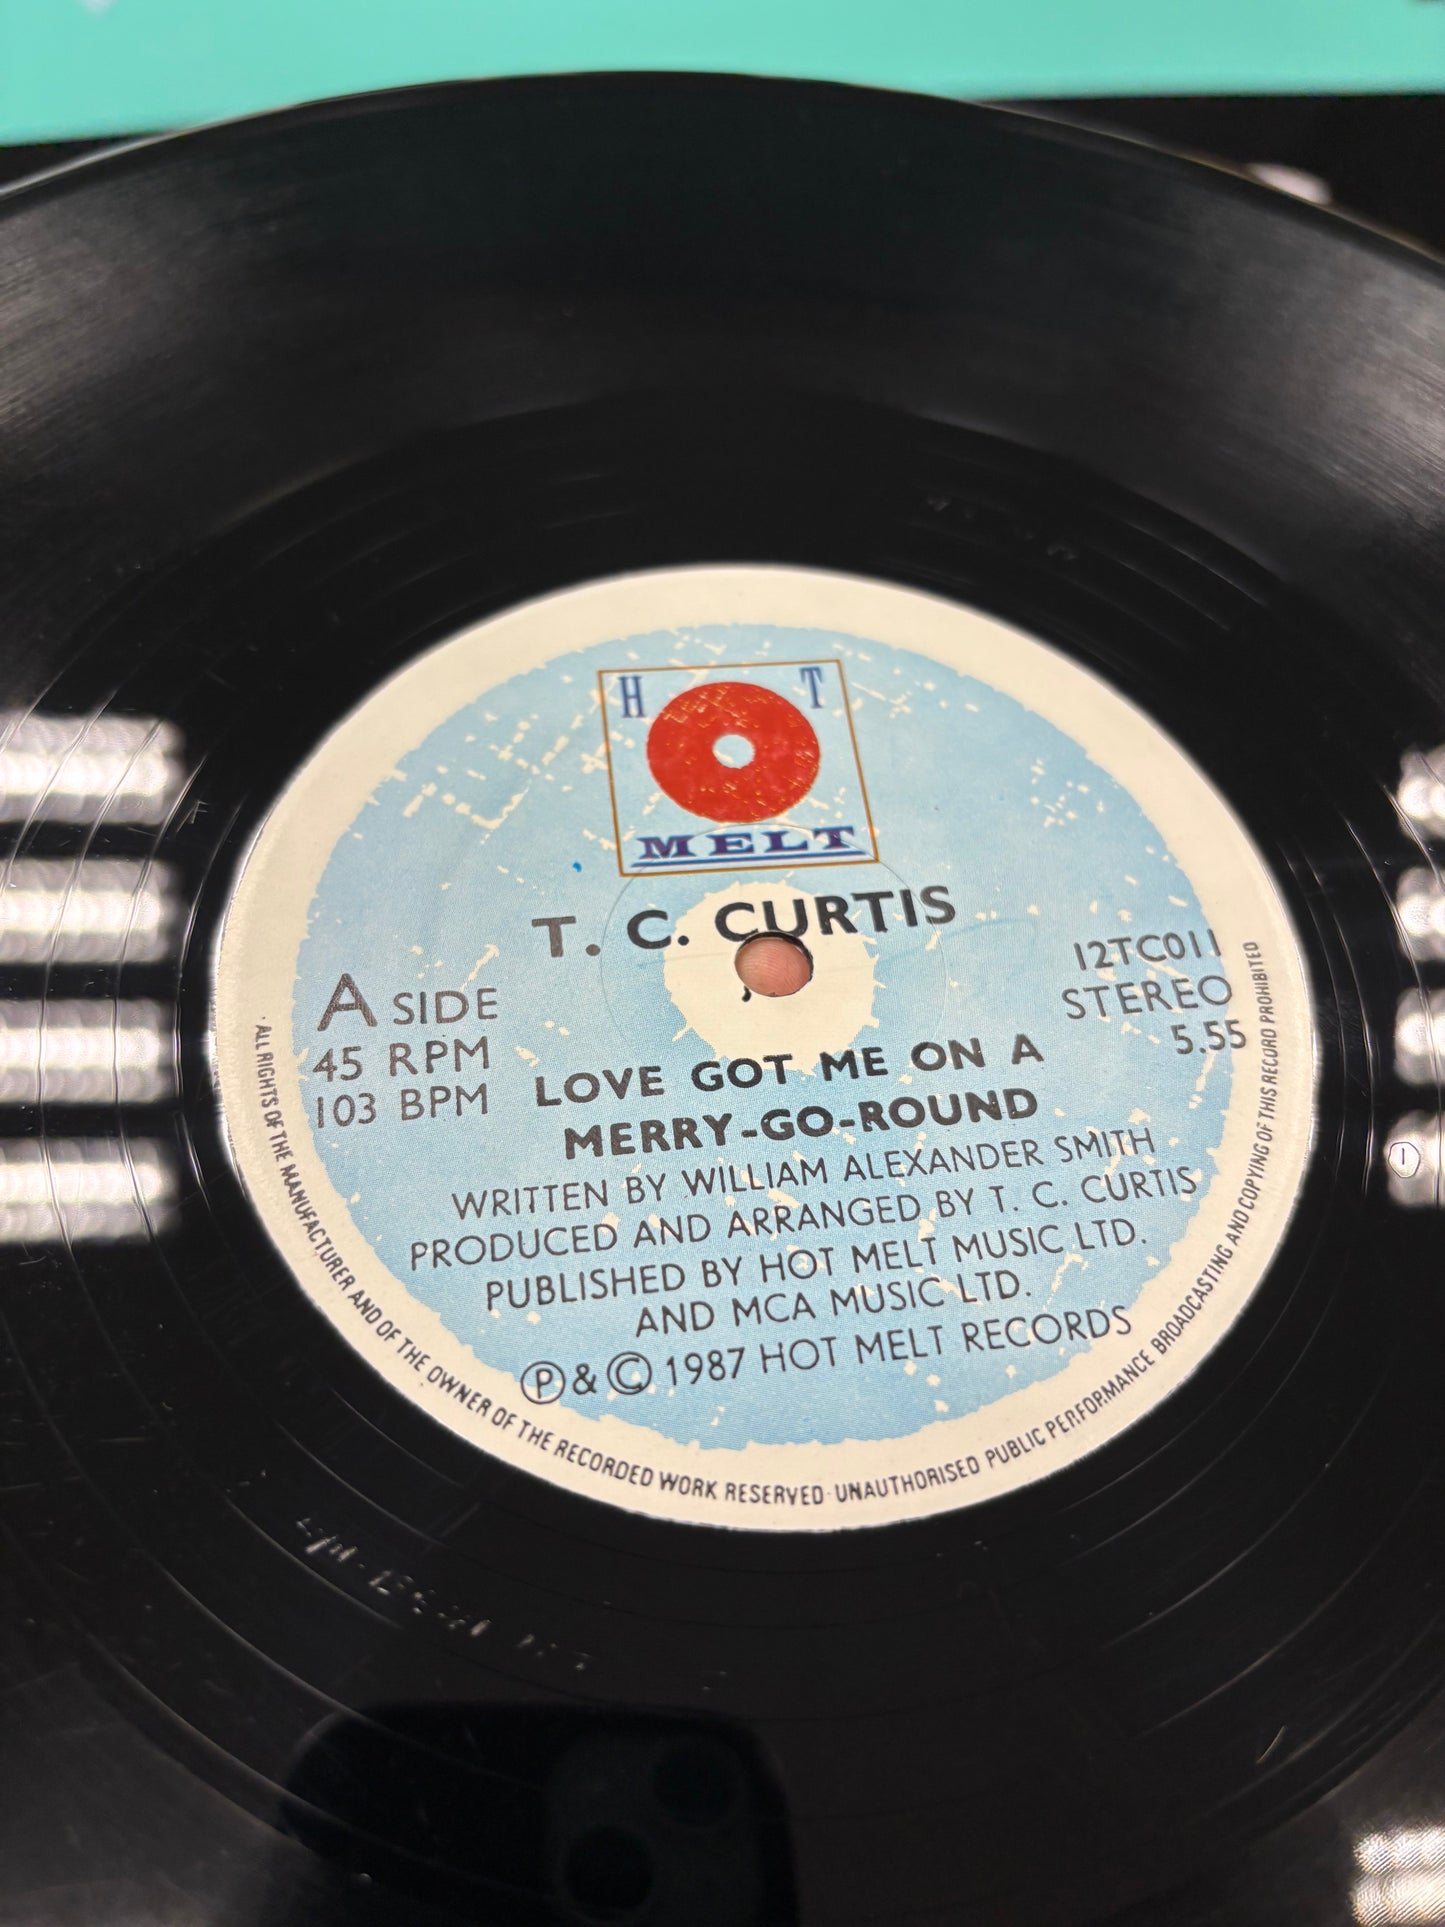 H T
MELT
T. C. CURTIS
12TC011
STEREO
5.55
A SIDE
45 RPM
103 BPM
LOVE GOT ME ON A
MERRY-GO-ROUND
WRITTEN BY WILLIAM ALEXANDER SMITH
PRODUCED AND ARRANGED BY T. C. CURTIS
PUBLISHED BY HOT MELT MUSIC LTD.
AND MCA MUSIC LTD.
Ⓟ & © 1987 HOT MELT RECORDS
· ALL RIGHTS OF THE MANUFACTURER AND OF THE OWNER OF THE RECORDED WORK RESERVED · UNAUTHORISED PUBLIC PERFORMANCE BROADCASTING AND COPYING OF THIS RECORD PROHIBITED